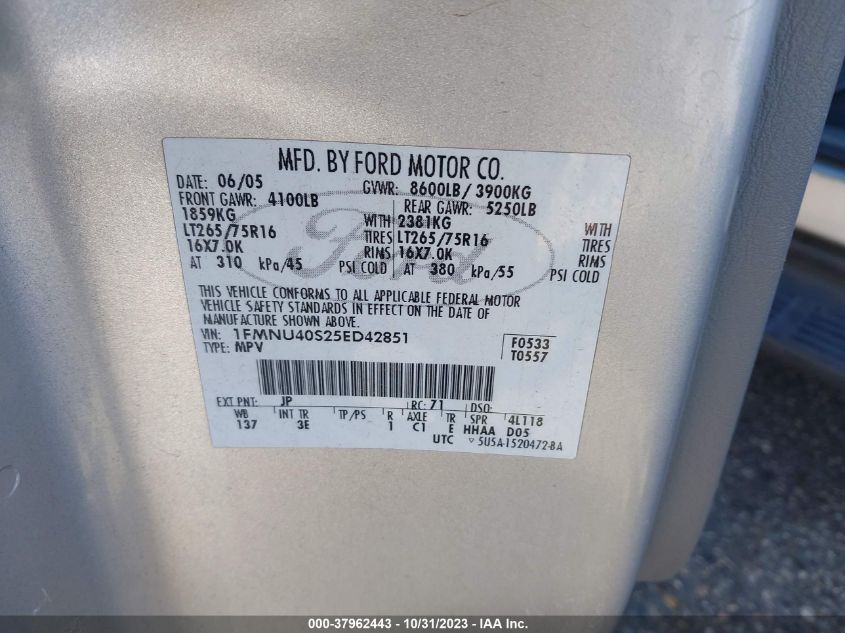 MFD. BY FORD MOTOR CO.
DATE: 06/05 GVWR: 8600LB/ 3900KG
FRONT GAWR: 4100LB REAR GAWR: 5250LB
1859KG WITH 2381KG WITH
LT265/75R16 TIRES LT265/75R16 TIRES
16X7.0K RIMS 16X7.0K RIMS
AT 310 kPa/45 PSI COLD AT 380 kPa/55 PSI COLD
Ford
THIS VEHICLE CONFORMS TO ALL APPLICABLE FEDERAL MOTOR
VEHICLE SAFETY STANDARDS IN EFFECT ON THE DATE OF
MANUFACTURE SHOWN ABOVE.
VIN: 1FMNU40S25ED42851 F0533
TYPE: MPV T0557
EXT PNT: JP RC: 71 DSO:
WB INT TR TP/PS R AXLE TR SPR 4L118
137 3E 1 C1 E HHAA D05
UTC ▽ 5U5A-1520472-BA
000-37962443 - 10/31/2023 - IAA Inc.